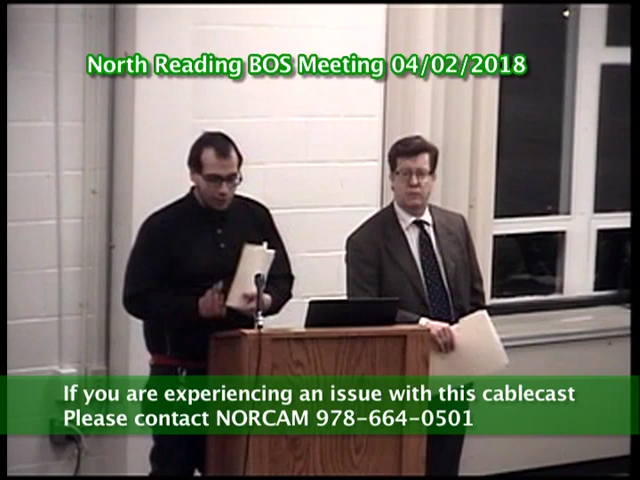 North Reading BOS Meeting 04/02/2018
If you are experiencing an issue with this cablecast
Please contact NORCAM 978-664-0501